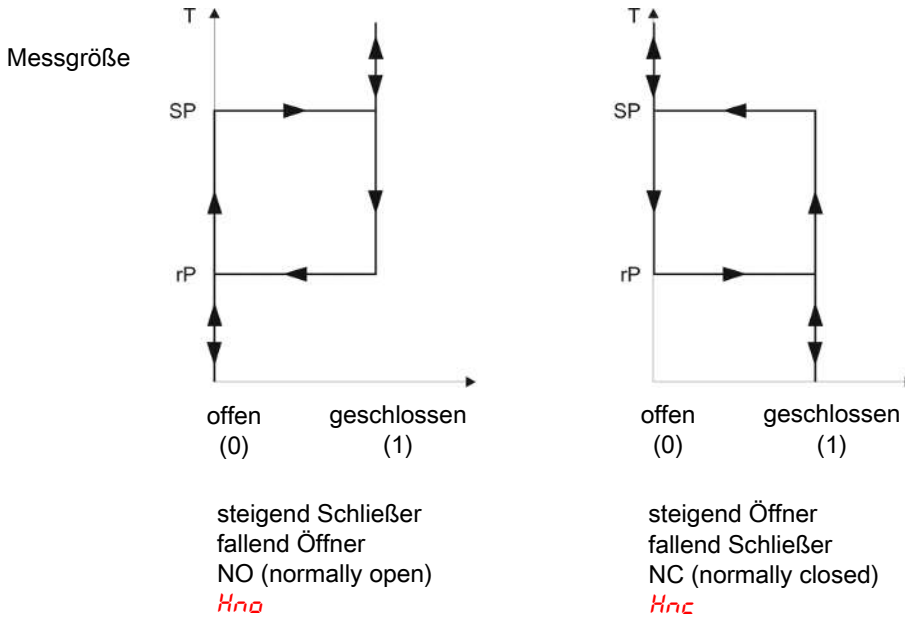 T
Messgröße
SP
rP
offen
(0)
geschlossen
(1)
steigend Schließer
fallend Öffner
NO (normally open)
Hno
T
SP
rP
offen
(0)
geschlossen
(1)
steigend Öffner
fallend Schließer
NC (normally closed)
Hnc